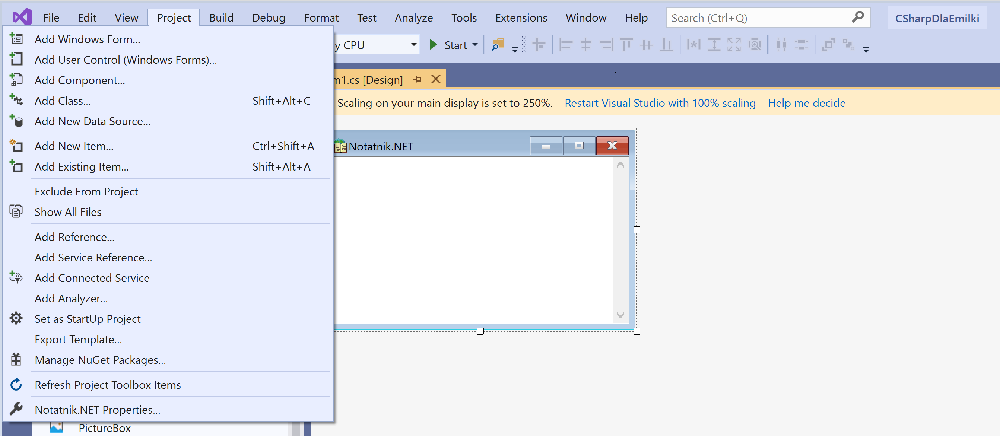 File Edit View Project Build Debug Format Test Analyze Tools Extensions Window Help Search (Ctrl+Q) CSharpDlaEmilki
y CPU Start
Add Windows Form...
Add User Control (Windows Forms)...
Add Component...
Add Class... Shift+Alt+C
Add New Data Source...
Add New Item... Ctrl+Shift+A
Add Existing Item... Shift+Alt+A
Exclude From Project
Show All Files
Add Reference...
Add Service Reference...
Add Connected Service
Add Analyzer...
Set as StartUp Project
Export Template...
Manage NuGet Packages...
Refresh Project Toolbox Items
Notatnik.NET Properties...
PictureBox
m1.cs [Design]
Scaling on your main display is set to 250%. Restart Visual Studio with 100% scaling Help me decide
Notatnik.NET